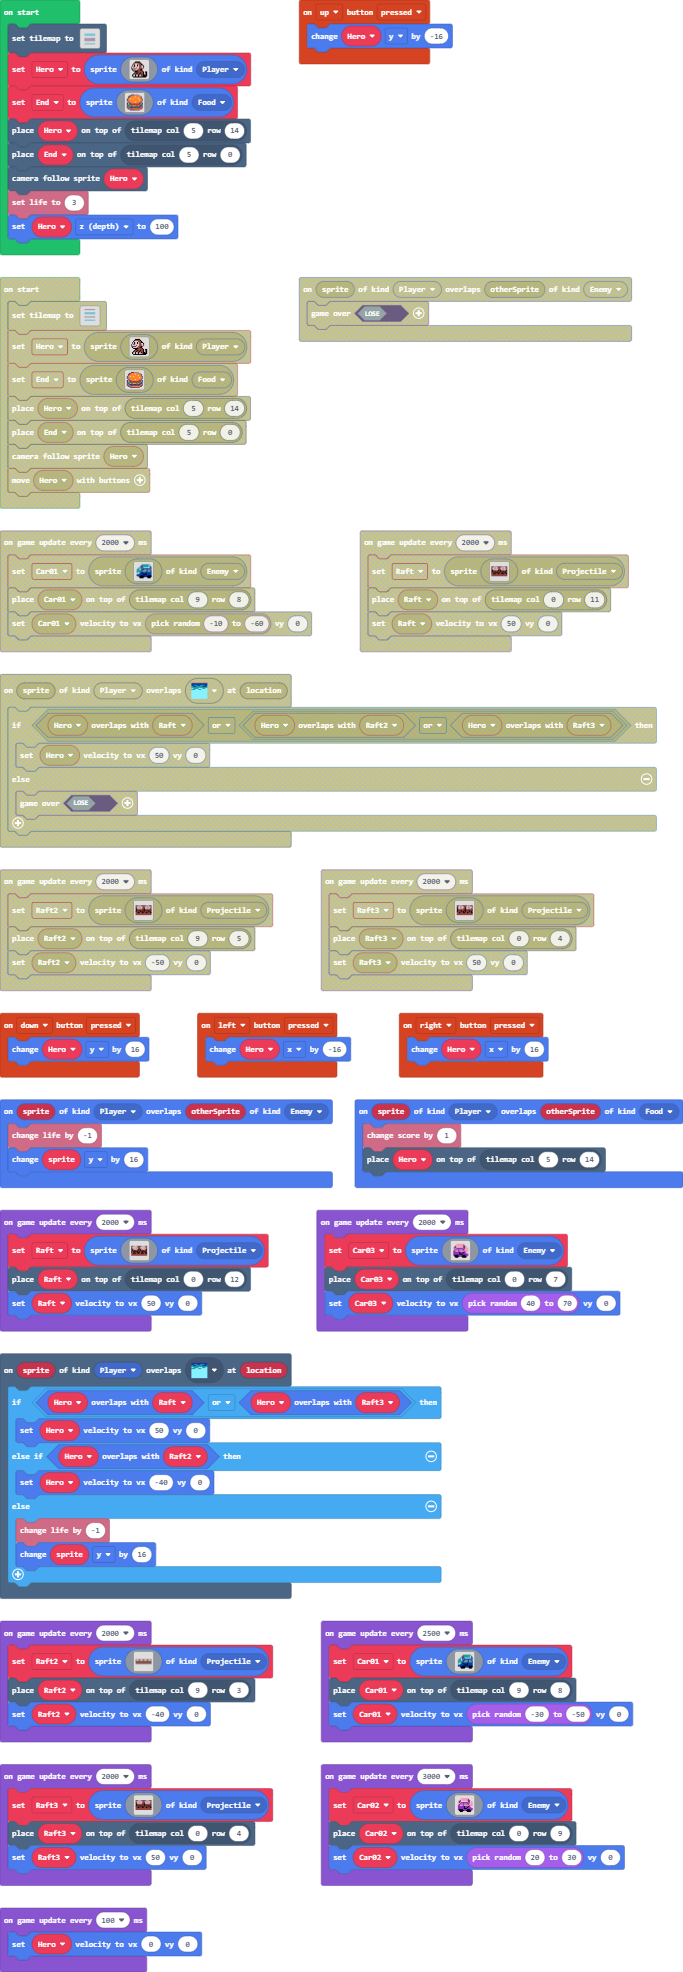 on start
set tilemap to
set Hero to sprite of kind Player
set End to sprite of kind Food
place Hero on top of tilemap col 5 row 14
place End on top of tilemap col 5 row 0
camera follow sprite Hero
set life to 3
set Hero z (depth) to 100
on up button pressed
change Hero y by -16
on start
set tilemap to
set Hero to sprite of kind Player
set End to sprite of kind Food
place Hero on top of tilemap col 5 row 14
place End on top of tilemap col 5 row 0
camera follow sprite Hero
move Hero with buttons
on sprite of kind Player overlaps otherSprite of kind Enemy
game over LOSE
on game update every 2000 ms
set Car01 to sprite of kind Enemy
place Car01 on top of tilemap col 9 row 8
set Car01 velocity to vx pick random -10 to -60 vy 0
on game update every 2000 ms
set Raft to sprite of kind Projectile
place Raft on top of tilemap col 0 row 11
set Raft velocity to vx 50 vy 0
on sprite of kind Player overlaps at location
if Hero overlaps with Raft or Hero overlaps with Raft2 or Hero overlaps with Raft3 then
set Hero velocity to vx 50 vy 0
else
game over LOSE
on game update every 2000 ms
set Raft2 to sprite of kind Projectile
place Raft2 on top of tilemap col 9 row 5
set Raft2 velocity to vx -50 vy 0
on game update every 2000 ms
set Raft3 to sprite of kind Projectile
place Raft3 on top of tilemap col 0 row 4
set Raft3 velocity to vx 50 vy 0
on down button pressed
change Hero y by 16
on left button pressed
change Hero x by -16
on right button pressed
change Hero x by 16
on sprite of kind Player overlaps otherSprite of kind Enemy
change life by -1
change sprite y by 16
on sprite of kind Player overlaps otherSprite of kind Food
change score by 1
place Hero on top of tilemap col 5 row 14
on game update every 2000 ms
set Raft to sprite of kind Projectile
place Raft on top of tilemap col 0 row 12
set Raft velocity to vx 50 vy 0
on game update every 2000 ms
set Car03 to sprite of kind Enemy
place Car03 on top of tilemap col 0 row 7
set Car03 velocity to vx pick random 40 to 70 vy 0
on sprite of kind Player overlaps at location
if Hero overlaps with Raft or Hero overlaps with Raft3 then
set Hero velocity to vx 50 vy 0
else if Hero overlaps with Raft2 then
set Hero velocity to vx -40 vy 0
else
change life by -1
change sprite y by 16
on game update every 2000 ms
set Raft2 to sprite of kind Projectile
place Raft2 on top of tilemap col 9 row 3
set Raft2 velocity to vx -40 vy 0
on game update every 2500 ms
set Car01 to sprite of kind Enemy
place Car01 on top of tilemap col 9 row 8
set Car01 velocity to vx pick random -30 to -50 vy 0
on game update every 2000 ms
set Raft3 to sprite of kind Projectile
place Raft3 on top of tilemap col 0 row 4
set Raft3 velocity to vx 50 vy 0
on game update every 3000 ms
set Car02 to sprite of kind Enemy
place Car02 on top of tilemap col 0 row 9
set Car02 velocity to vx pick random 20 to 30 vy 0
on game update every 100 ms
set Hero velocity to vx 0 vy 0